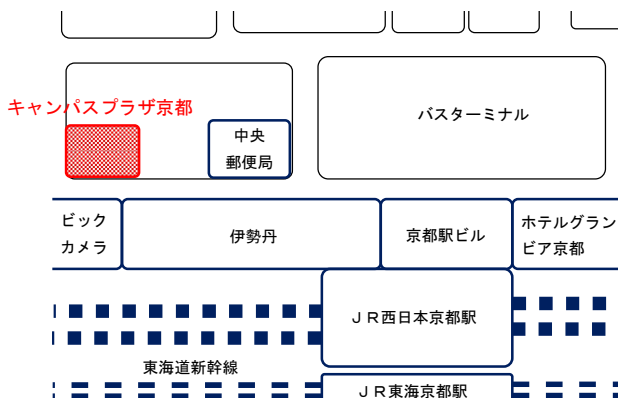 キャンパスプラザ京都
中央
郵便局
バスターミナル
ビック
カメラ
伊勢丹
京都駅ビル
ホテルグラン
ビア京都
ＪＲ西日本京都駅
東海道新幹線
ＪＲ東海京都駅